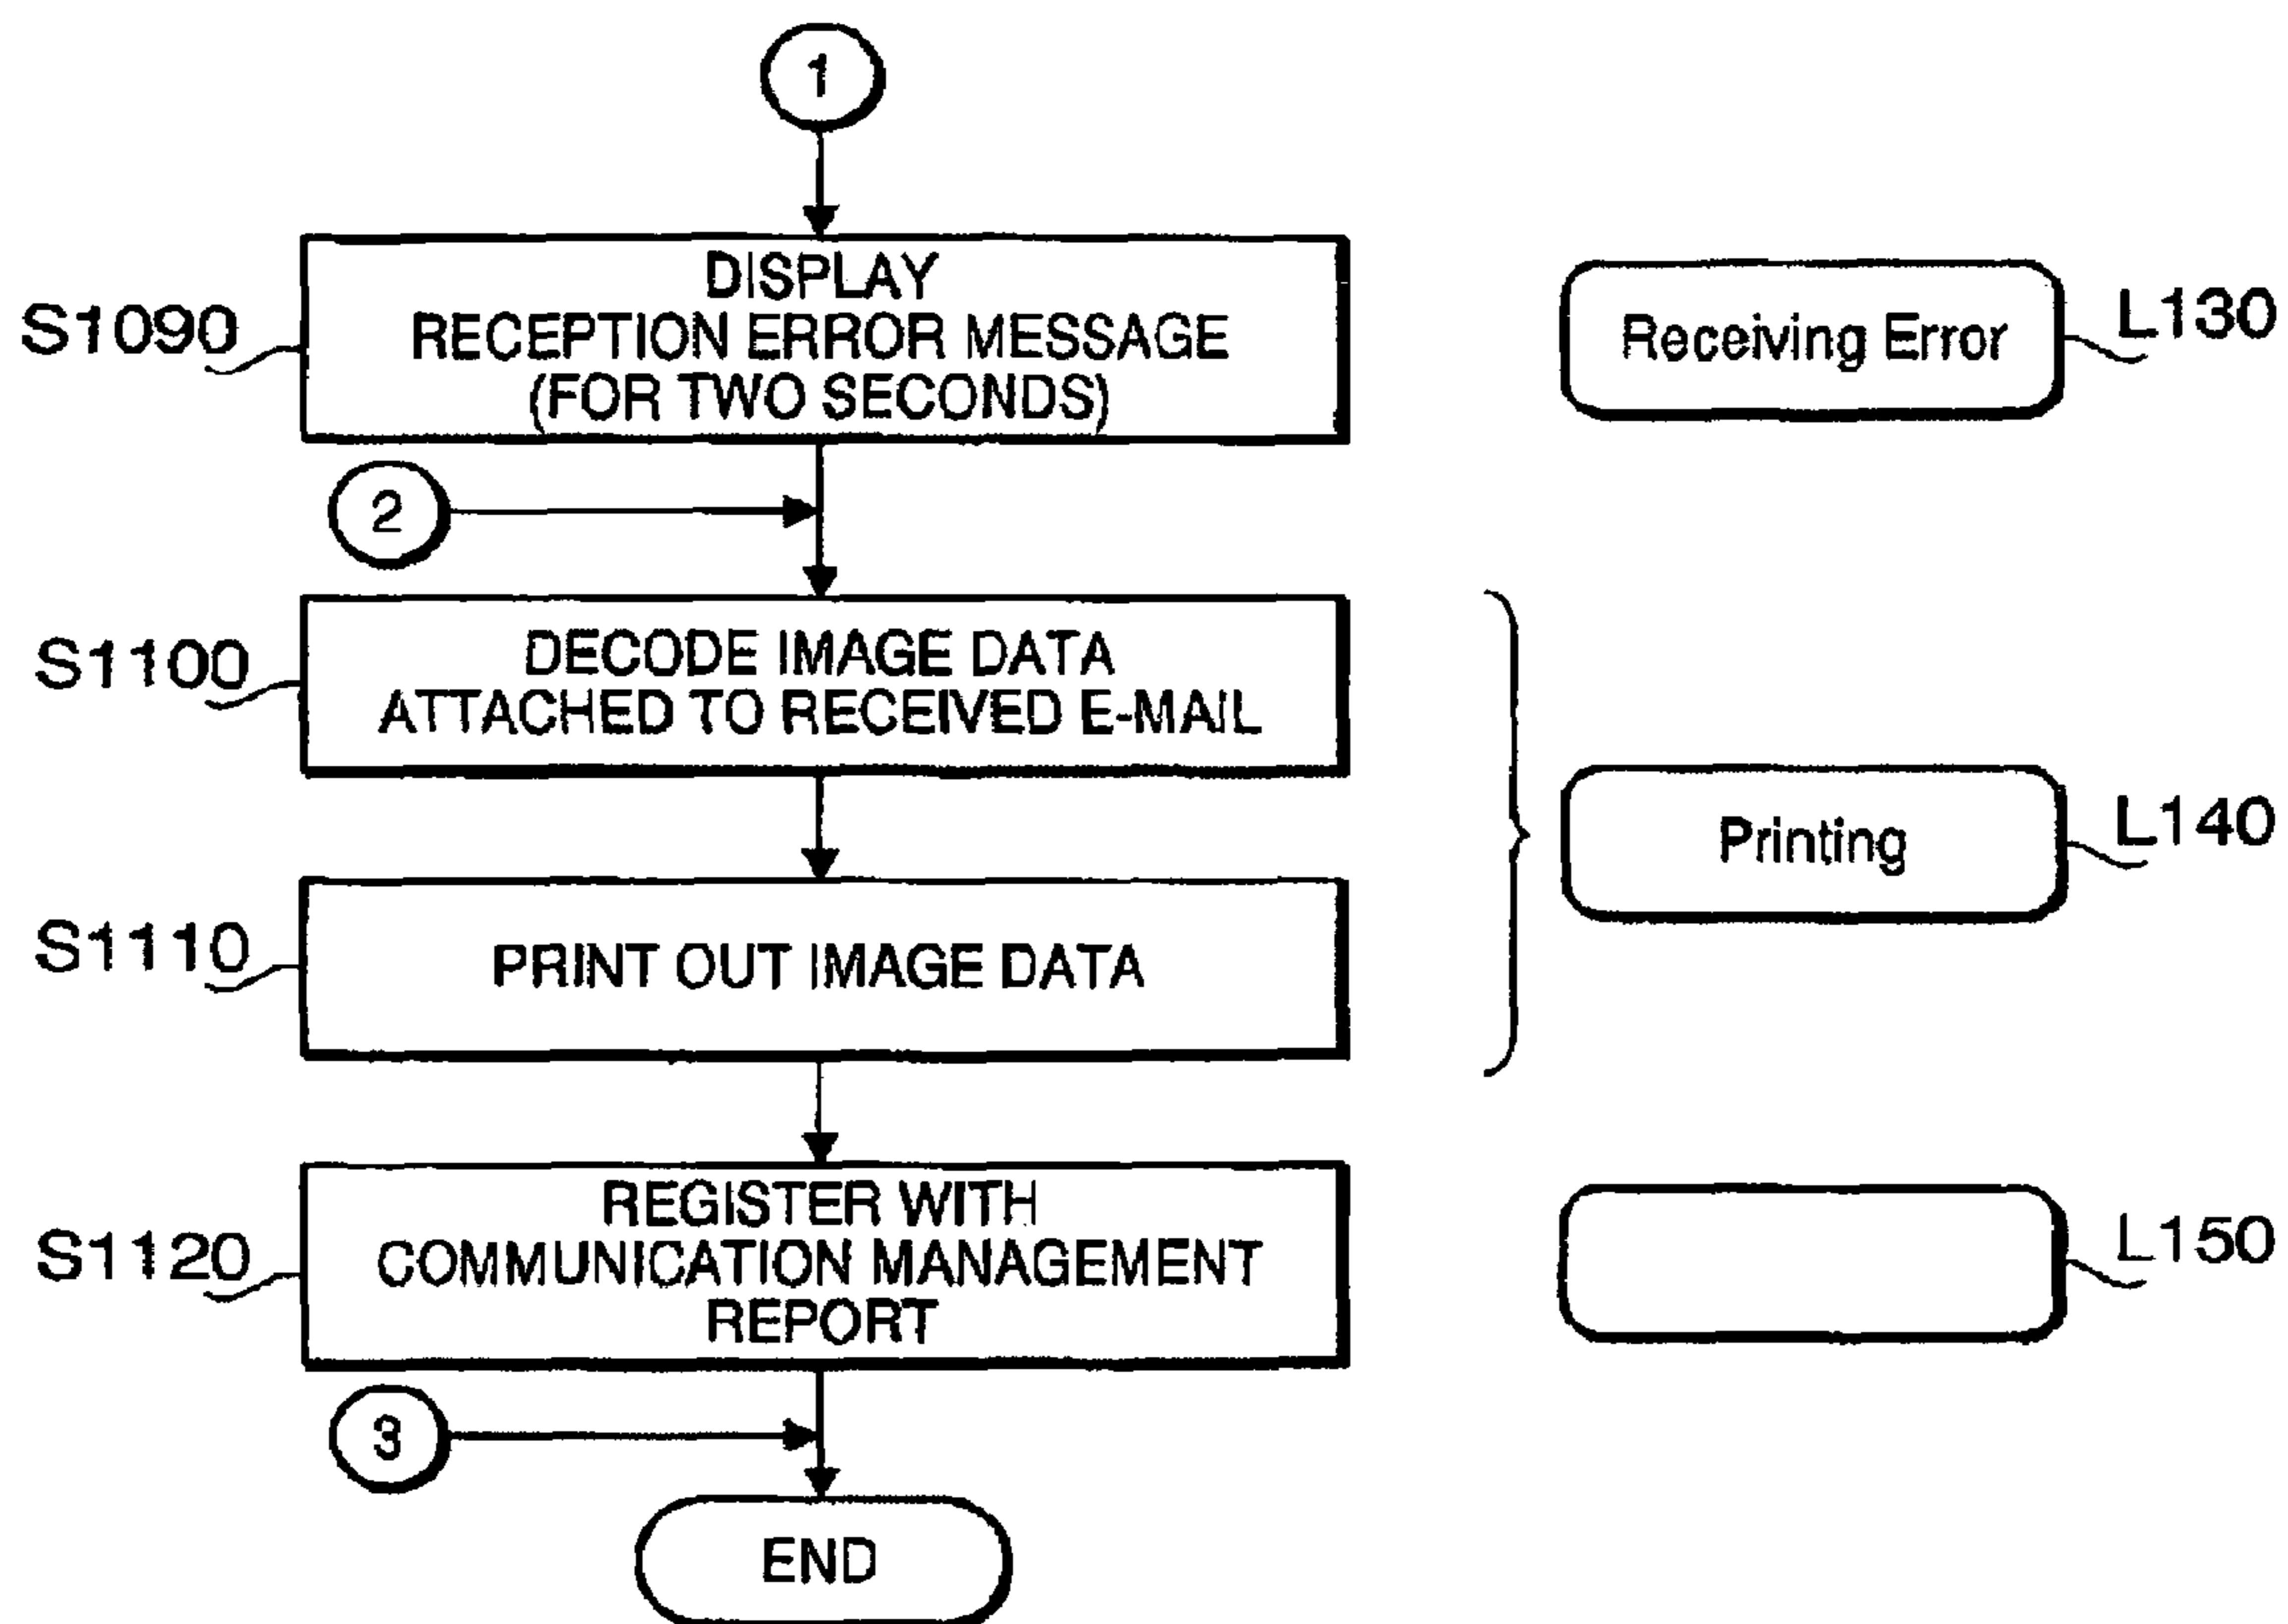 1
DISPLAY
RECEPTION ERROR MESSAGE
(FOR TWO SECONDS)
S1090
Receiving Error
L130
2
DECODE IMAGE DATA
ATTACHED TO RECEIVED E-MAIL
S1100
Printing
L140
PRINT OUT IMAGE DATA
S1110
REGISTER WITH
COMMUNICATION MANAGEMENT
REPORT
S1120
L150
3
END